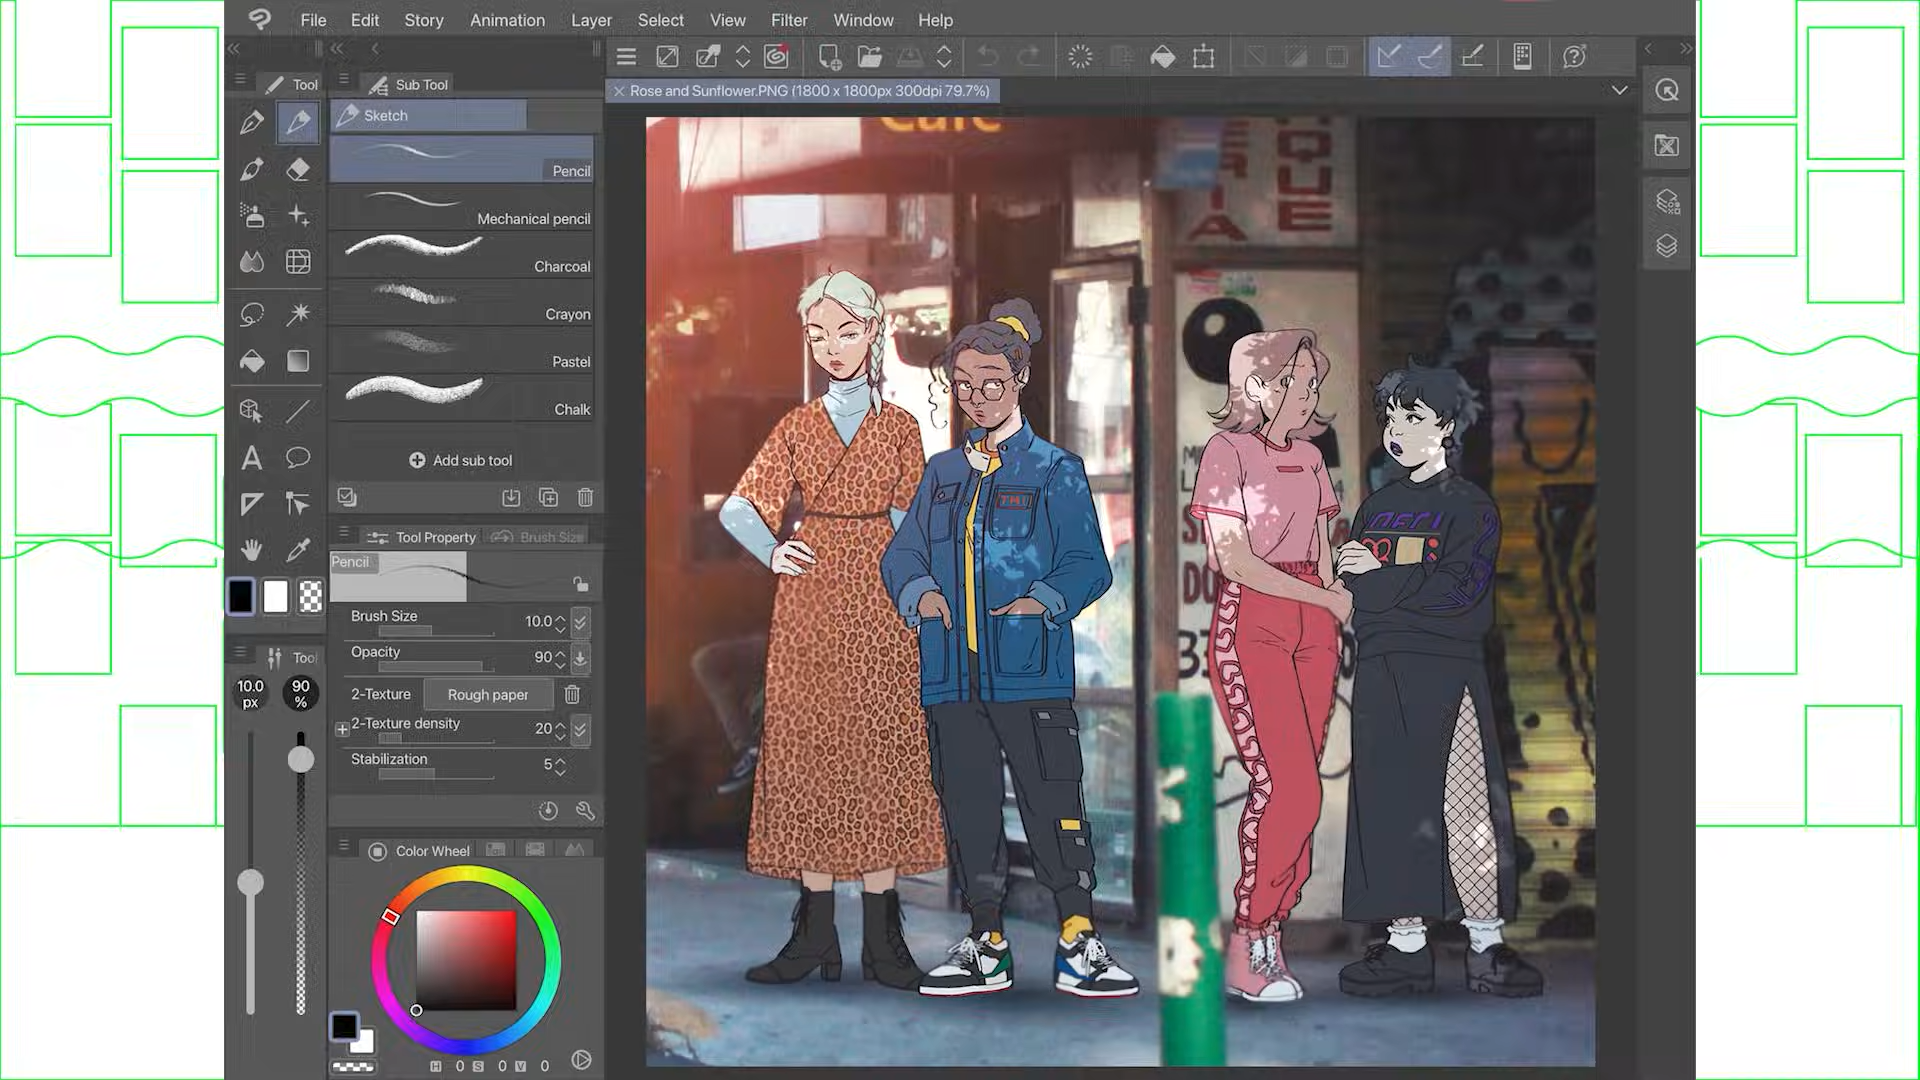 File Edit Story Animation Layer Select View Filter Window Help
Tool
Sub Tool
Rose and Sunflower.PNG (1800 x 1800px 300dpi 79.7%)
Sketch
Pencil
Mechanical pencil
Charcoal
Crayon
Pastel
Chalk
Add sub tool
Tool Property
Brush Size
Pencil
Brush Size 10.0
Opacity 90
2-Texture Rough paper
2-Texture density 20
Stabilization 5
Tool
10.0 px
90 %
Color Wheel
H 0 S 0 V 0
Cafe
QUE